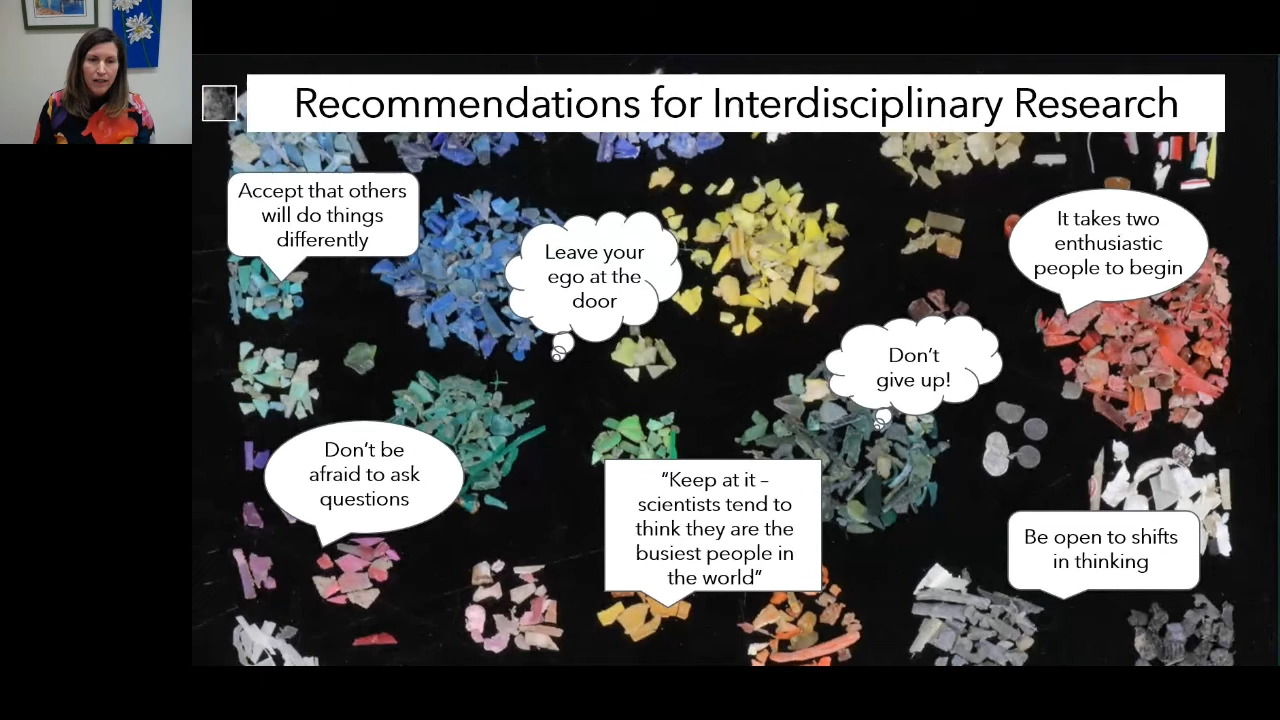 Recommendations for Interdisciplinary Research
Accept that others
will do things
differently
Leave your
ego at the
door
It takes two
enthusiastic
people to begin
Don't
give up!
Don't be
afraid to ask
questions
"Keep at it –
scientists tend to
think they are the
busiest people in
the world"
Be open to shifts
in thinking